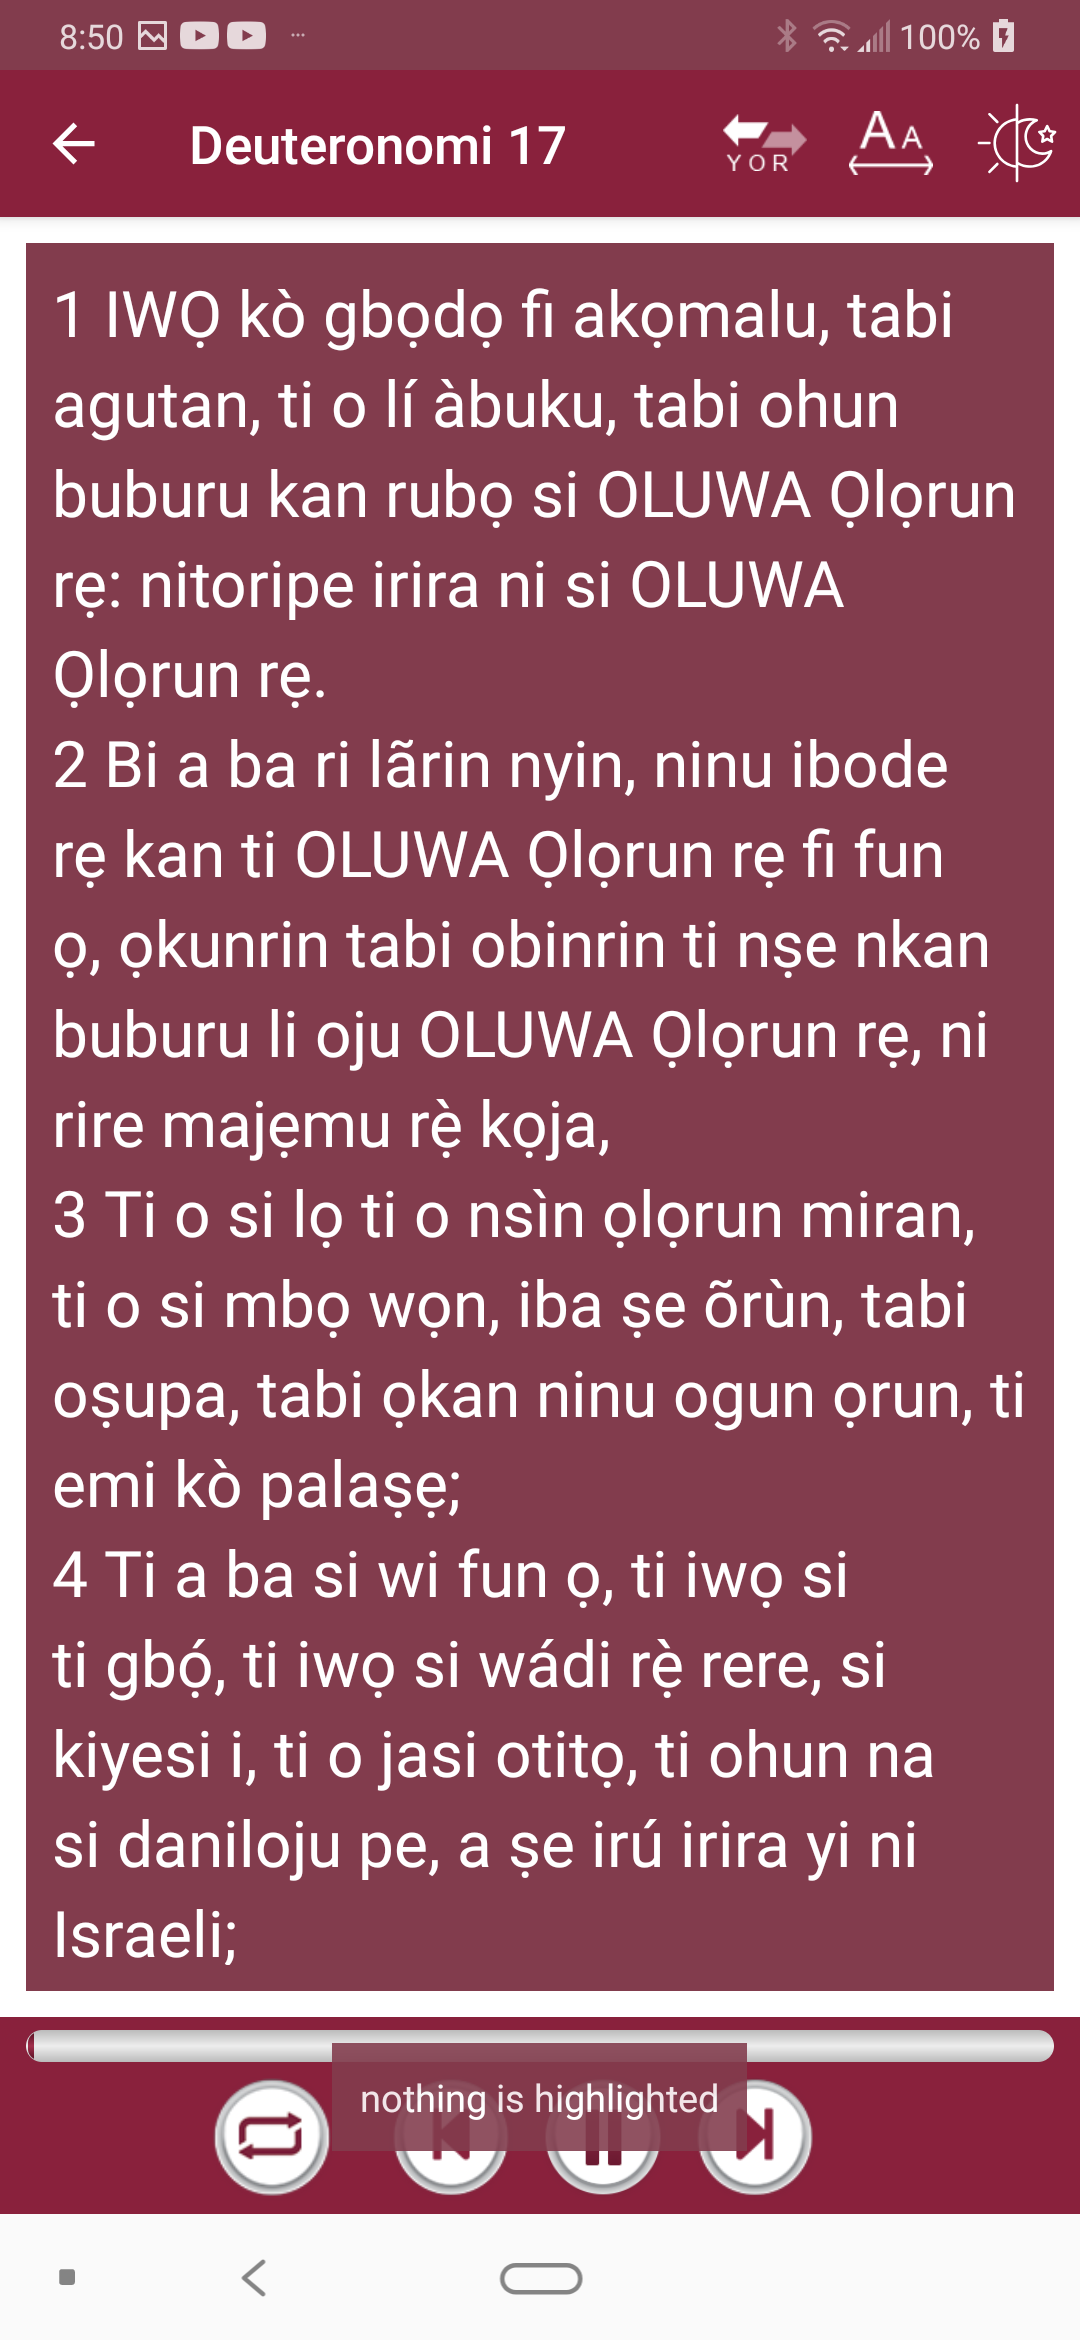 8:50
100%
Deuteronomi 17
YOR
AA
1 IWỌ kò gbọdọ fi akọmalu, tabi
agutan, ti o lí àbuku, tabi ohun
buburu kan rubọ si OLUWA Ọlọrun
rẹ: nitoripe irira ni si OLUWA
Ọlọrun rẹ.
2 Bi a ba ri lãrin nyin, ninu ibode
rẹ kan ti OLUWA Ọlọrun rẹ fi fun
ọ, ọkunrin tabi obinrin ti nṣe nkan
buburu li oju OLUWA Ọlọrun rẹ, ni
rire majẹmu rẹ̀ kọja,
3 Ti o si lọ ti o nsìn ọlọrun miran,
ti o si mbọ wọn, iba ṣe õrùn, tabi
oṣupa, tabi ọkan ninu ogun ọrun, ti
emi kò palaṣẹ;
4 Ti a ba si wi fun ọ, ti iwọ si
ti gbọ́, ti iwọ si wádi rẹ̀ rere, si
kiyesi i, ti o jasi otitọ, ti ohun na
si daniloju pe, a ṣe irú irira yi ni
Israeli;
nothing is highlighted